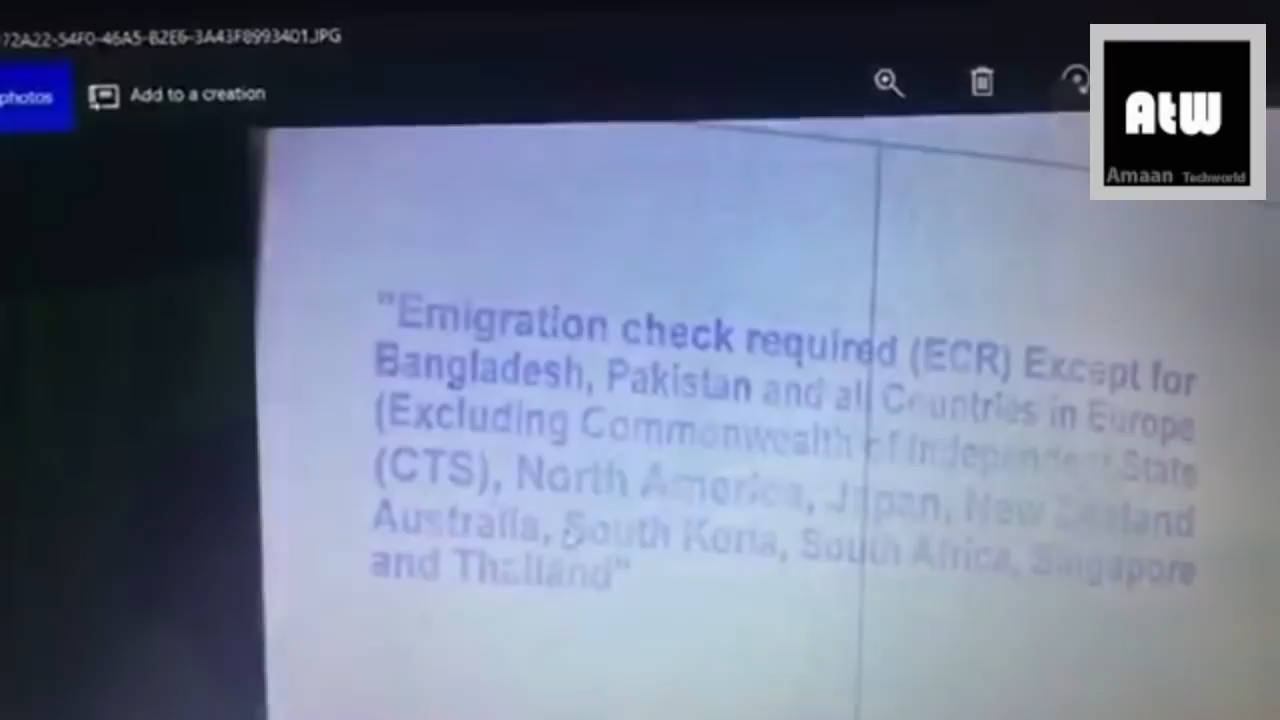 72A22-54F0-46A5-B2E6-3A43F8993401.JPG
photos
Add to a creation
AtW
Amaan Techworld
"Emigration check required (ECR) Except for
Bangladesh, Pakistan and all Countries in Europe
(Excluding Commonwealth of Independent State
(CTS), North America, Japan, New Zealand
Australia, South Koria, South Africa, Singapore
and Thailand"